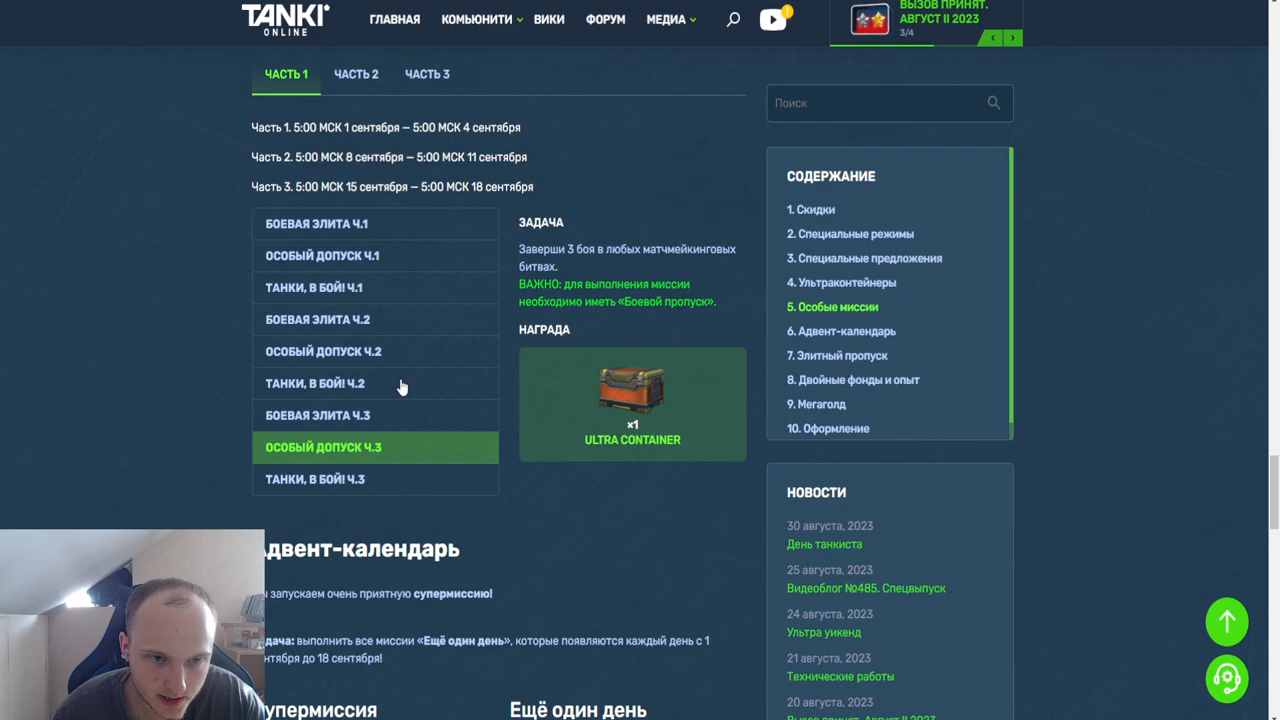 TANKI
ONLINE
ГЛАВНАЯ
КОМЬЮНИТИ
ВИКИ
ФОРУМ
МЕДИА
ВЫЗОВ ПРИНЯТ.
АВГУСТ II 2023
3/4
ЧАСТЬ 1
ЧАСТЬ 2
ЧАСТЬ 3
Часть 1. 5:00 МСК 1 сентября — 5:00 МСК 4 сентября
Часть 2. 5:00 МСК 8 сентября — 5:00 МСК 11 сентября
Часть 3. 5:00 МСК 15 сентября — 5:00 МСК 18 сентября
БОЕВАЯ ЭЛИТА Ч.1
ОСОБЫЙ ДОПУСК Ч.1
ТАНКИ, В БОЙ! Ч.1
БОЕВАЯ ЭЛИТА Ч.2
ОСОБЫЙ ДОПУСК Ч.2
ТАНКИ, В БОЙ! Ч.2
БОЕВАЯ ЭЛИТА Ч.3
ОСОБЫЙ ДОПУСК Ч.3
ТАНКИ, В БОЙ! Ч.3
ЗАДАЧА
Заверши 3 боя в любых матчмейкинговых
битвах.
ВАЖНО: для выполнения миссии
необходимо иметь «Боевой пропуск».
НАГРАДА
×1
ULTRA CONTAINER
двент-календарь
запускаем очень приятную супермиссию!
дача: выполнить все миссии «Ещё один день», которые появляются каждый день с 1
нтября до 18 сентября!
упермиссия
Ещё один день
Поиск
СОДЕРЖАНИЕ
1. Скидки
2. Специальные режимы
3. Специальные предложения
4. Ультраконтейнеры
5. Особые миссии
6. Адвент-календарь
7. Элитный пропуск
8. Двойные фонды и опыт
9. Мегаголд
10. Оформление
НОВОСТИ
30 августа, 2023
День танкиста
25 августа, 2023
Видеоблог №485. Спецвыпуск
24 августа, 2023
Ультра уикенд
21 августа, 2023
Технические работы
20 августа, 2023
Вызов принят. Август II 2023